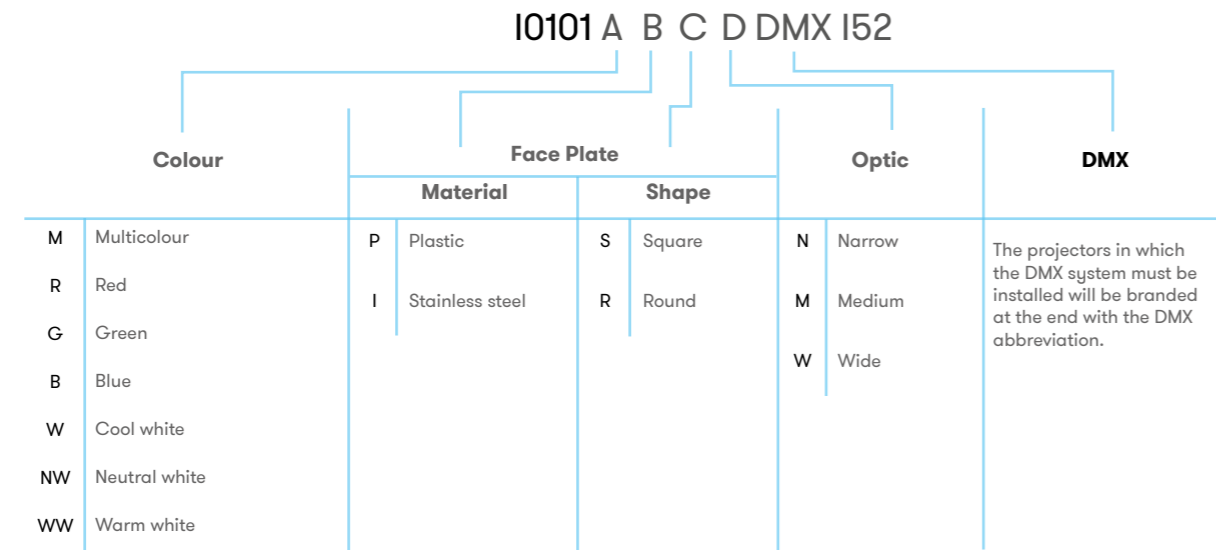 I0101 A B C D DMX I52
Colour
Face Plate
Optic
DMX
Material
Shape
M Multicolour
R Red
G Green
B Blue
W Cool white
NW Neutral white
WW Warm white
P Plastic
I Stainless steel
S Square
R Round
N Narrow
M Medium
W Wide
The projectors in which
the DMX system must be
installed will be branded
at the end with the DMX
abbreviation.